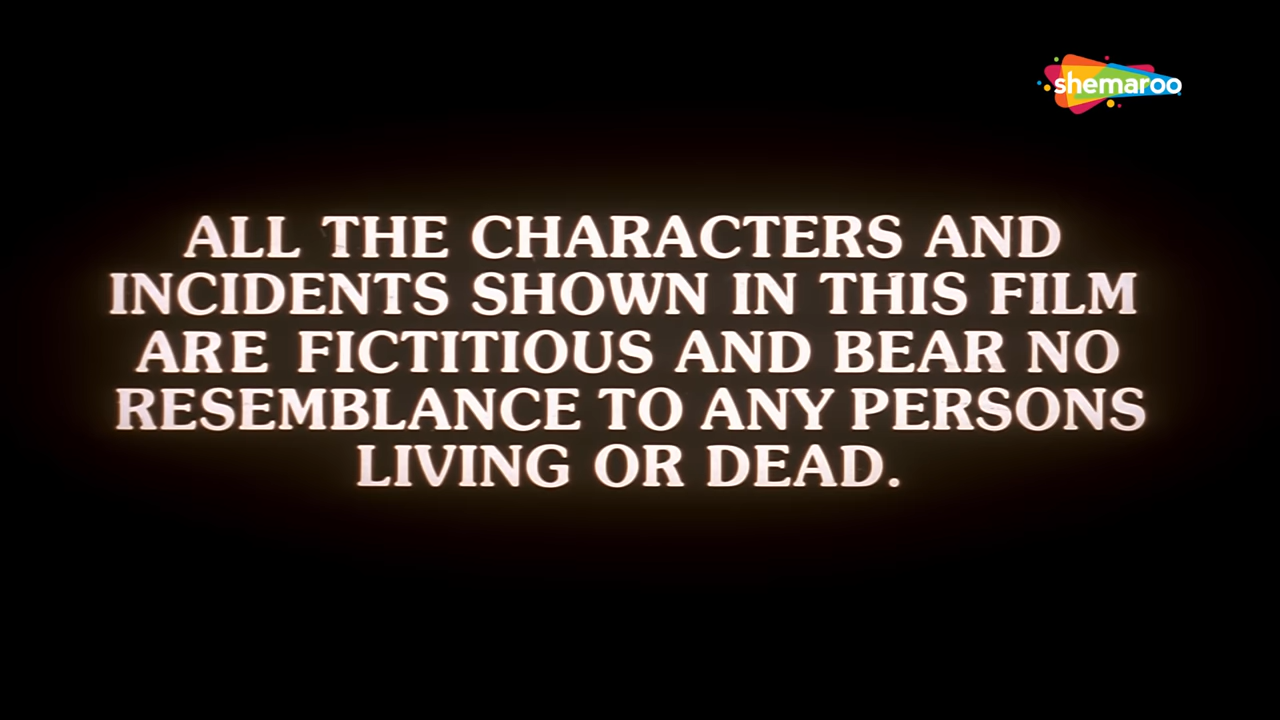 shemaroo
ALL THE CHARACTERS AND
INCIDENTS SHOWN IN THIS FILM
ARE FICTITIOUS AND BEAR NO
RESEMBLANCE TO ANY PERSONS
LIVING OR DEAD.